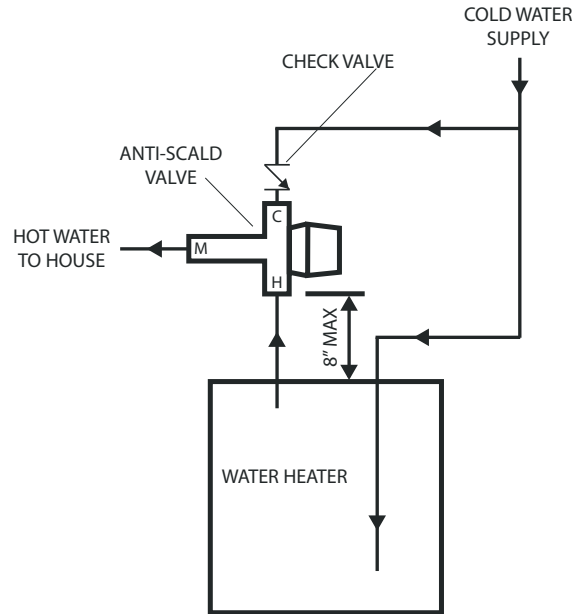 COLD WATER
SUPPLY
CHECK VALVE
ANTI-SCALD
VALVE
C
HOT WATER
TO HOUSE
M
H
8" MAX
WATER HEATER